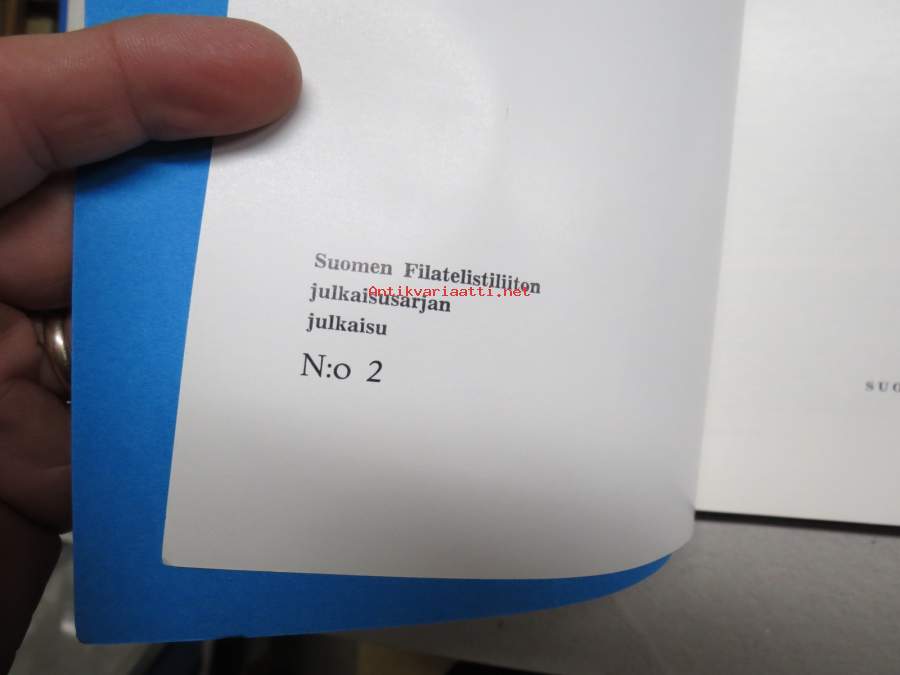 Suomen Filatelistiliiton
Antikvariaatti.net
julkaisusarjan
julkaisu
N:o 2
SUO